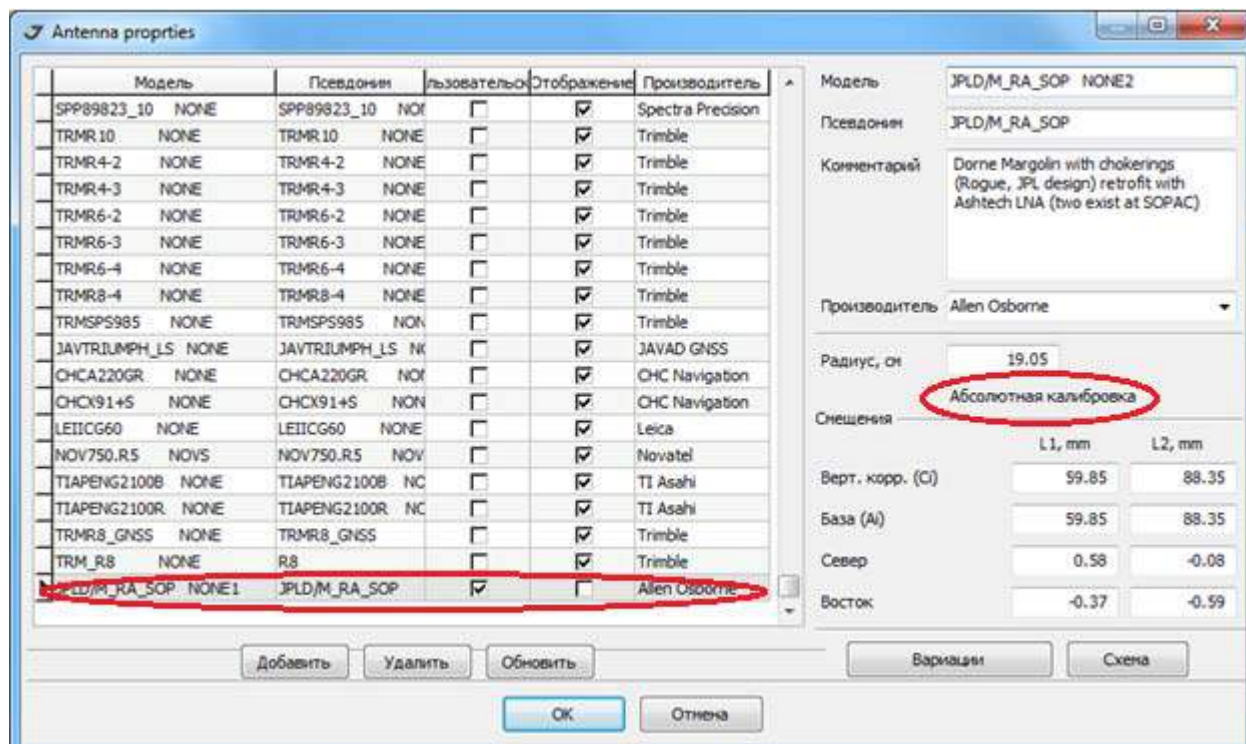 Antenna proprties
Модель Псевдоним льзовательск Отображение Производитель
SPP89823_10 NONE SPP89823_10 NO Spectra Precision
TRMR10 NONE TRMR10 NONE Trimble
TRMR4-2 NONE TRMR4-2 NONE Trimble
TRMR4-3 NONE TRMR4-3 NONE Trimble
TRMR6-2 NONE TRMR6-2 NONE Trimble
TRMR6-3 NONE TRMR6-3 NONE Trimble
TRMR6-4 NONE TRMR6-4 NONE Trimble
TRMR8-4 NONE TRMR8-4 NONE Trimble
TRMSPS985 NONE TRMSPS985 NON Trimble
JAVTRIUMPH_LS NONE JAVTRIUMPH_LS N JAVAD GNSS
CHCA220GR NONE CHCA220GR NO CHC Navigation
CHCX91+S NONE CHCX91+S NON CHC Navigation
LEIICG60 NONE LEIICG60 NONE Leica
NOV750.R5 NOVS NOV750.R5 NOV Novatel
TIAPENG2100B NONE TIAPENG2100B NC TI Asahi
TIAPENG2100R NONE TIAPENG2100R NC TI Asahi
TRMR8_GNSS NONE TRMR8_GNSS Trimble
TRM_R8 NONE R8 Trimble
JPLD/M_RA_SOP NONE1 JPLD/M_RA_SOP Allen Osborne
Добавить Удалить Обновить
Модель JPLD/M_RA_SOP NONE2
Псевдоним JPLD/M_RA_SOP
Комментарий Dorne Margolin with chokerings
(Rogue, JPL design) retrofit with
Ashtech LNA (two exist at SOPAC)
Производитель Allen Osborne
Радиус, см 19.05
Абсолютная калибровка
Смещения
L1, mm L2, mm
Верт. корр. (Ci) 59.85 88.35
База (Ai) 59.85 88.35
Север 0.58 -0.08
Восток -0.37 -0.59
Вариации Схема
OK Отмена